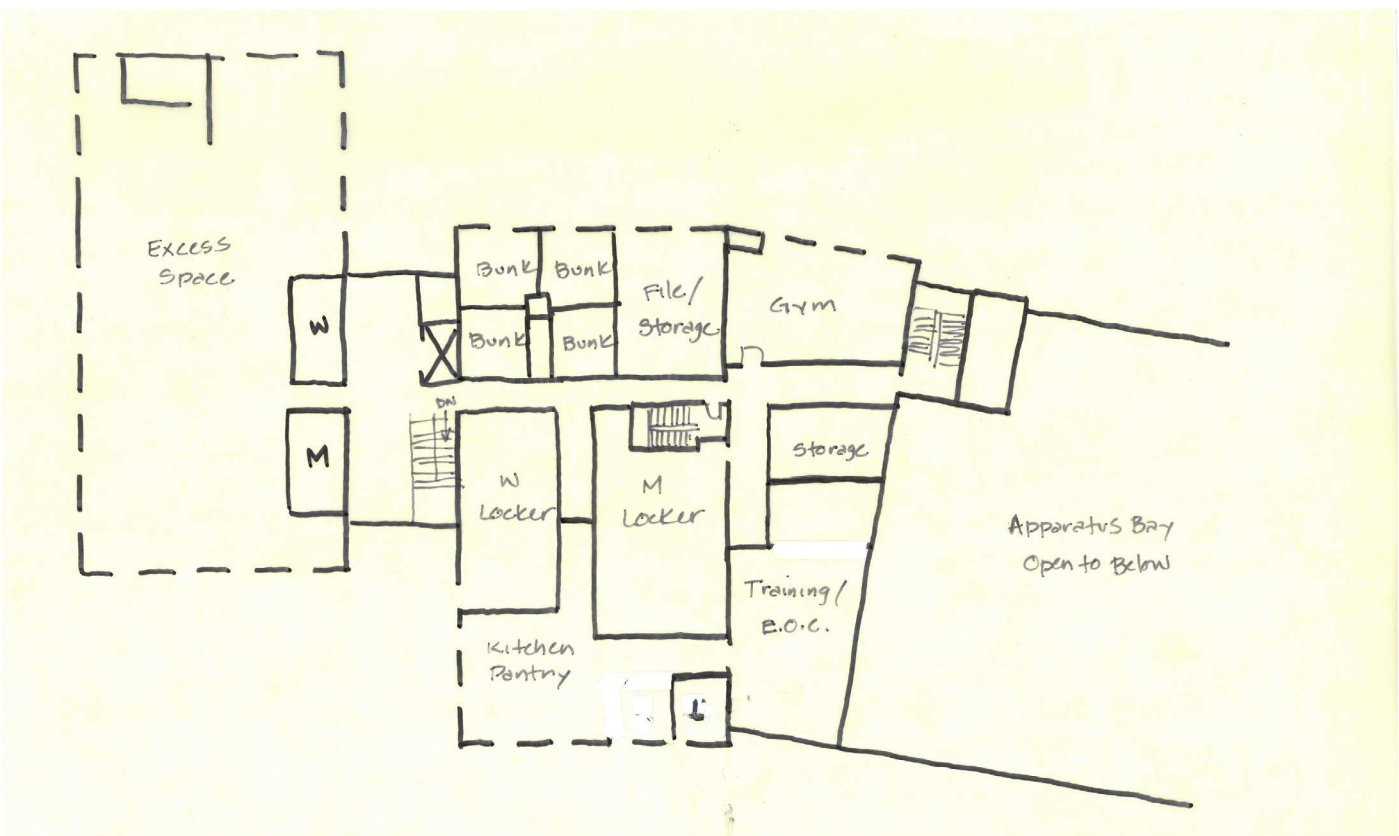 Excess
Space
W
M
DN
Bunk
Bunk
Bunk
Bunk
File/
Storage
Gym
W
Locker
M
Locker
Storage
Training/
E.O.C.
Kitchen
Pantry
Apparatus Bay
Open to Below